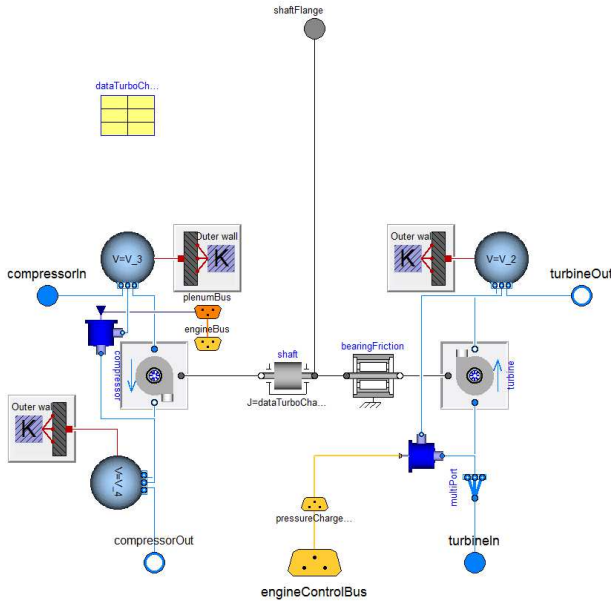 shaftFlange
dataTurboCh...
Outer wall
K
V=V_3
Outer wall
K
V=V_2
compressorIn
turbineOut
plenumBus
engineBus
compressor
shaft
bearingFriction
turbine
J=dataTurboCha...
Outer wall
K
V=V_4
multiPort
pressureCharge...
compressorOut
turbineIn
engineControlBus